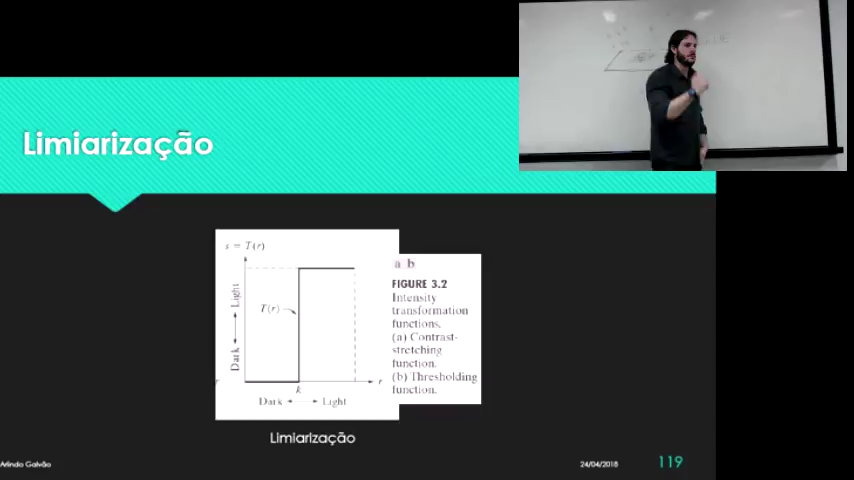 Limiarização
s = T(r)
Dark Light
T(r)
r
r
k
Dark Light
a b
FIGURE 3.2
Intensity
transformation
functions.
(a) Contrast-
stretching
function.
(b) Thresholding
function.
Limiarização
Arlindo Galvão
24/04/2018
119